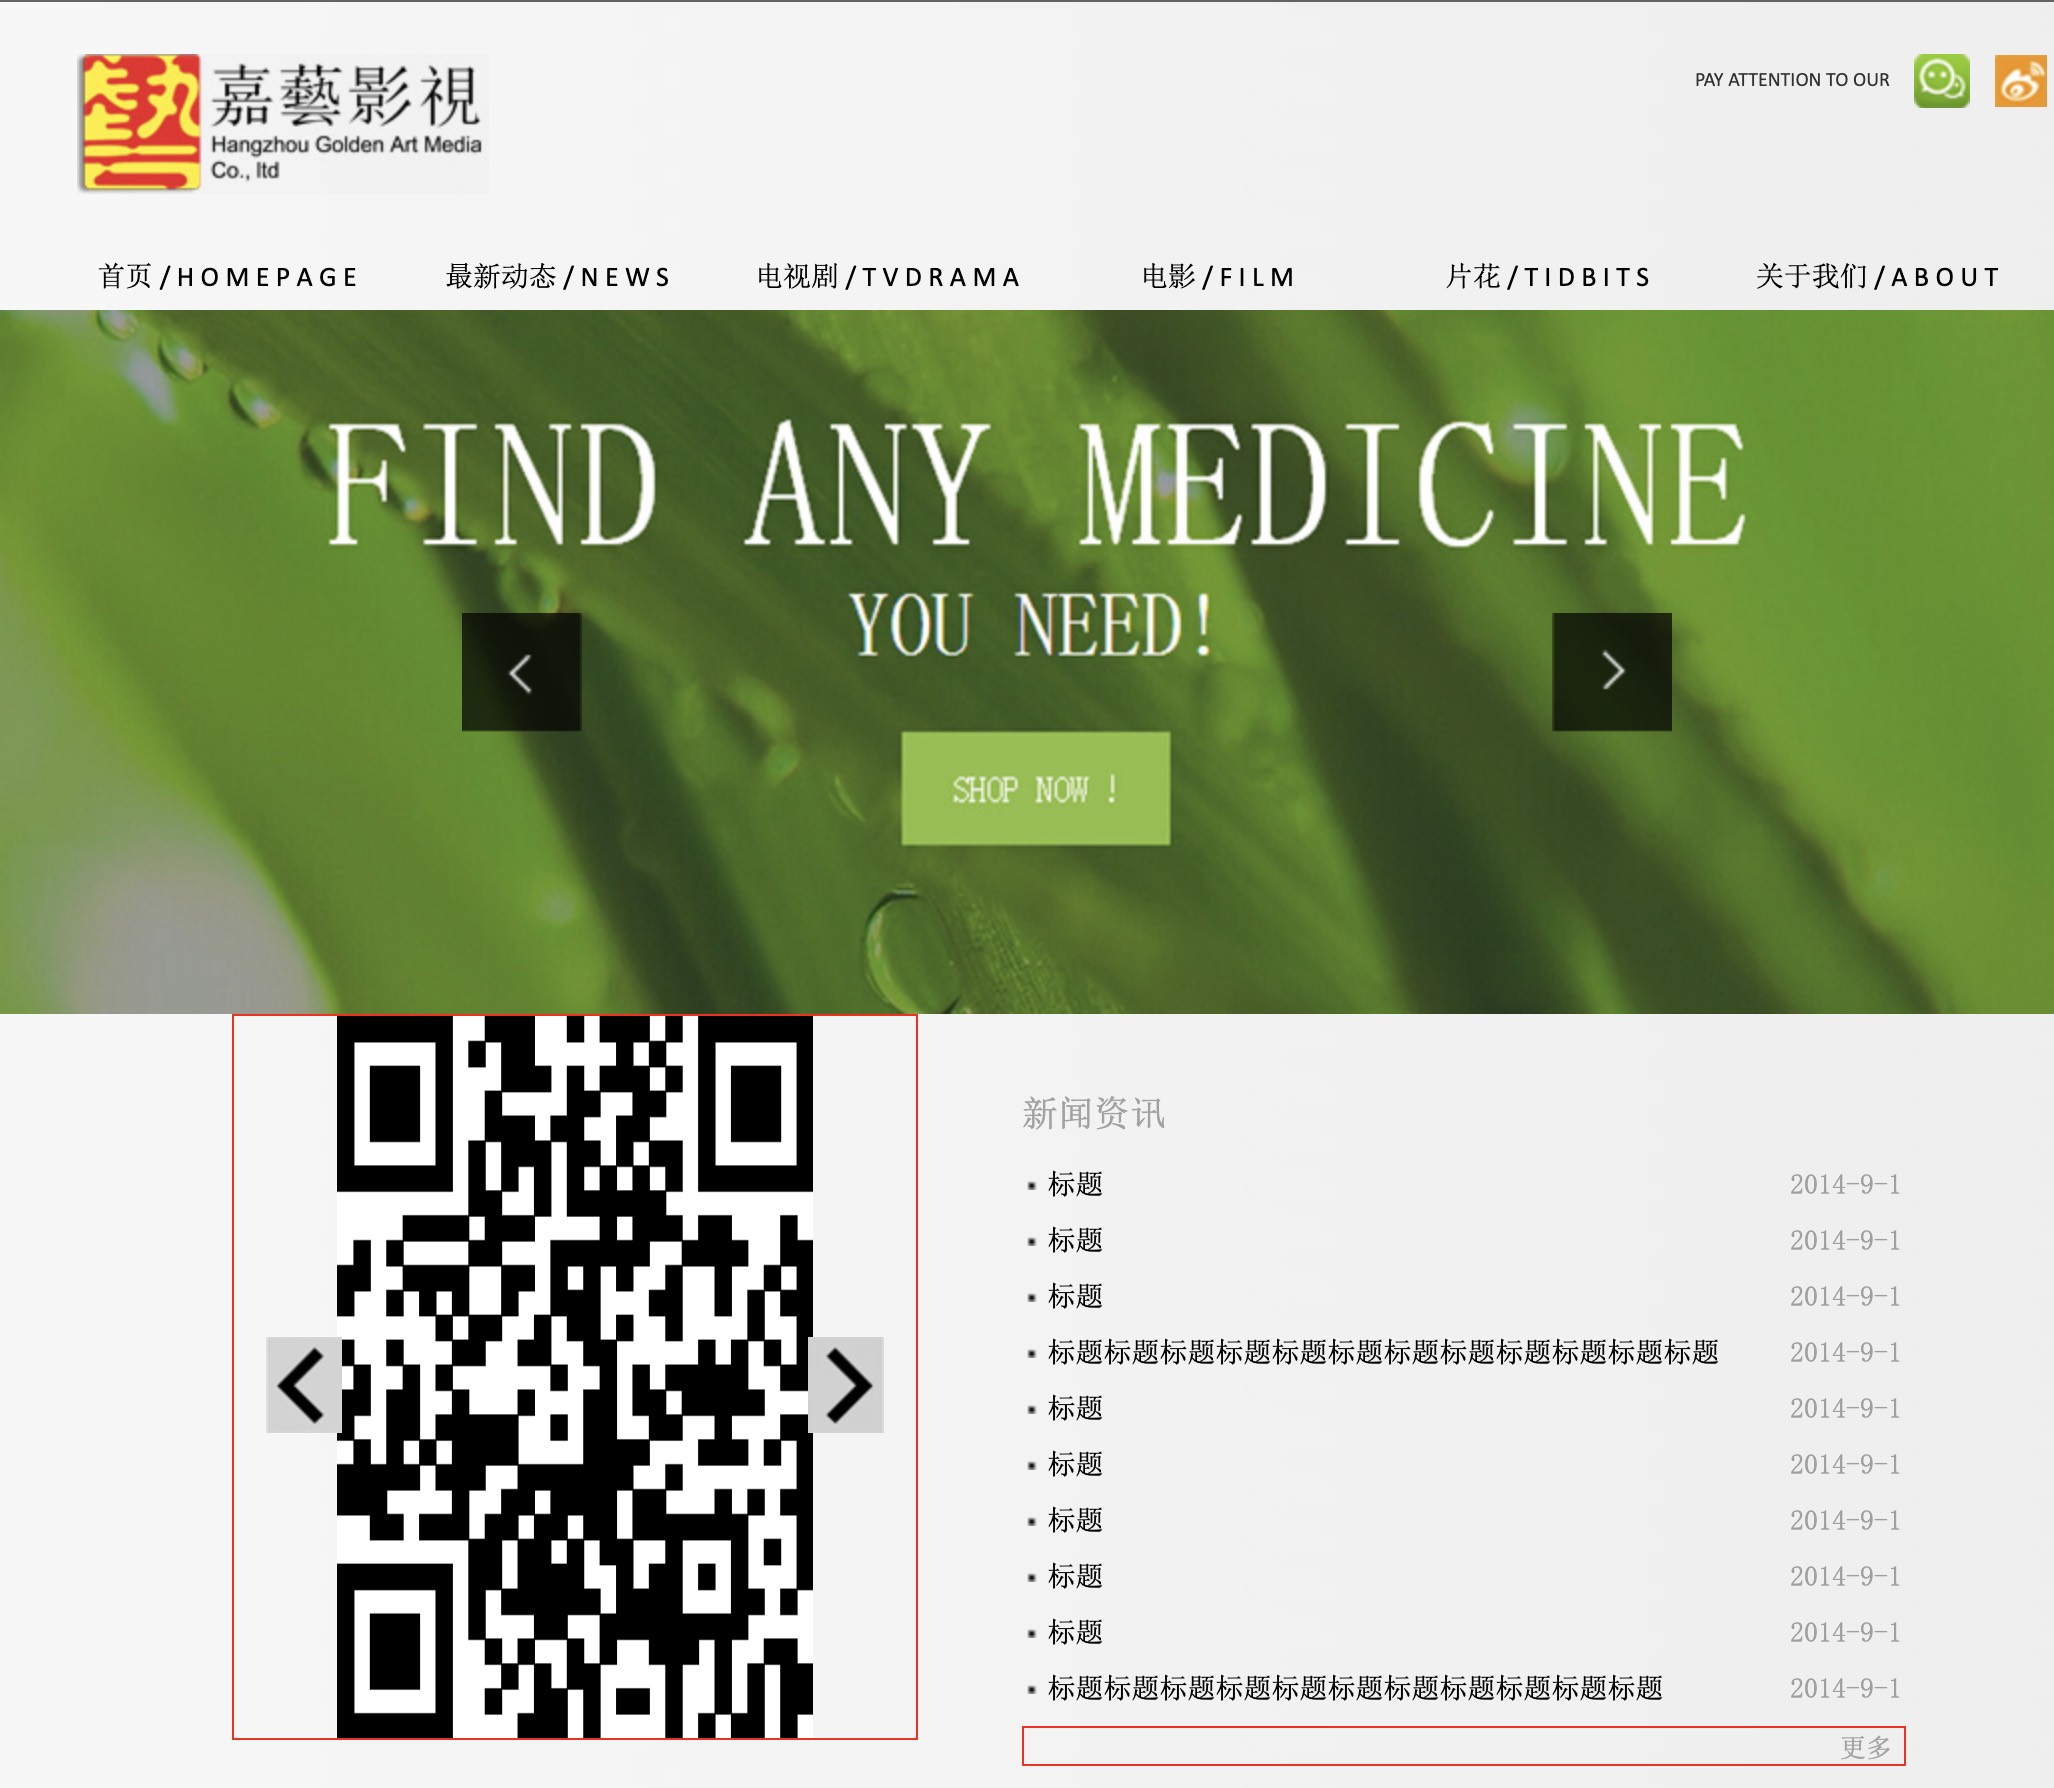 嘉藝影視
Hangzhou Golden Art Media
Co., ltd
PAY ATTENTION TO OUR
首页/HOMEPAGE
最新动态/NEWS
电视剧/TVDRAMA
电影/FILM
片花/TIDBITS
关于我们/ABOUT
FIND ANY MEDICINE
YOU NEED!
SHOP NOW !
新闻资讯
标题 2014-9-1
标题 2014-9-1
标题 2014-9-1
标题标题标题标题标题标题标题标题标题标题标题标题 2014-9-1
标题 2014-9-1
标题 2014-9-1
标题 2014-9-1
标题 2014-9-1
标题 2014-9-1
标题标题标题标题标题标题标题标题标题标题标题 2014-9-1
更多